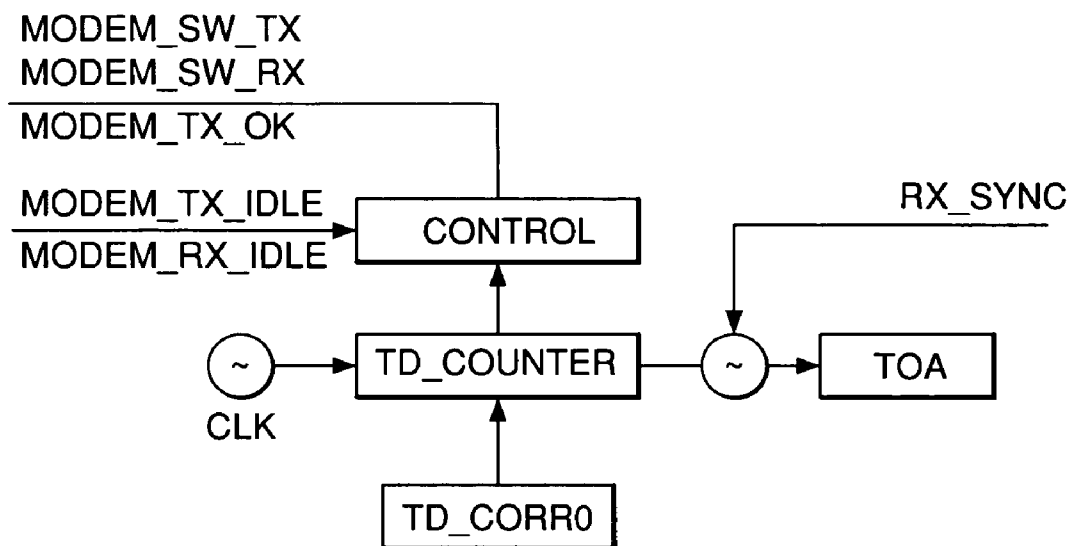 MODEM_SW_TX
MODEM_SW_RX
MODEM_TX_OK
MODEM_TX_IDLE
MODEM_RX_IDLE
CONTROL
RX_SYNC
~
CLK
TD_COUNTER
~
TOA
TD_CORR0